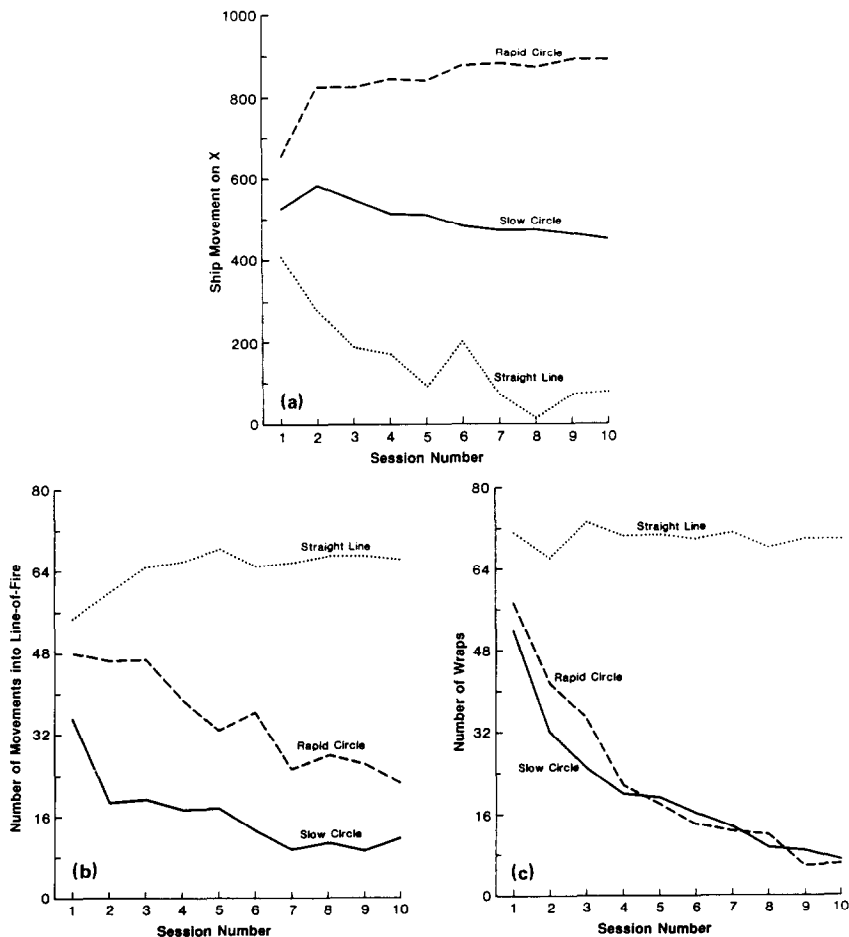 1000
800
600
400
200
0
Ship Movement on X
Rapid Circle
Slow Circle
Straight Line
(a)
1 2 3 4 5 6 7 8 9 10
Session Number
80
64
48
32
16
0
Number of Movements into Line-of-Fire
Straight Line
Rapid Circle
Slow Circle
(b)
1 2 3 4 5 6 7 8 9 10
Session Number
80
64
48
32
16
0
Number of Wraps
Straight Line
Rapid Circle
Slow Circle
(c)
1 2 3 4 5 6 7 8 9 10
Session Number